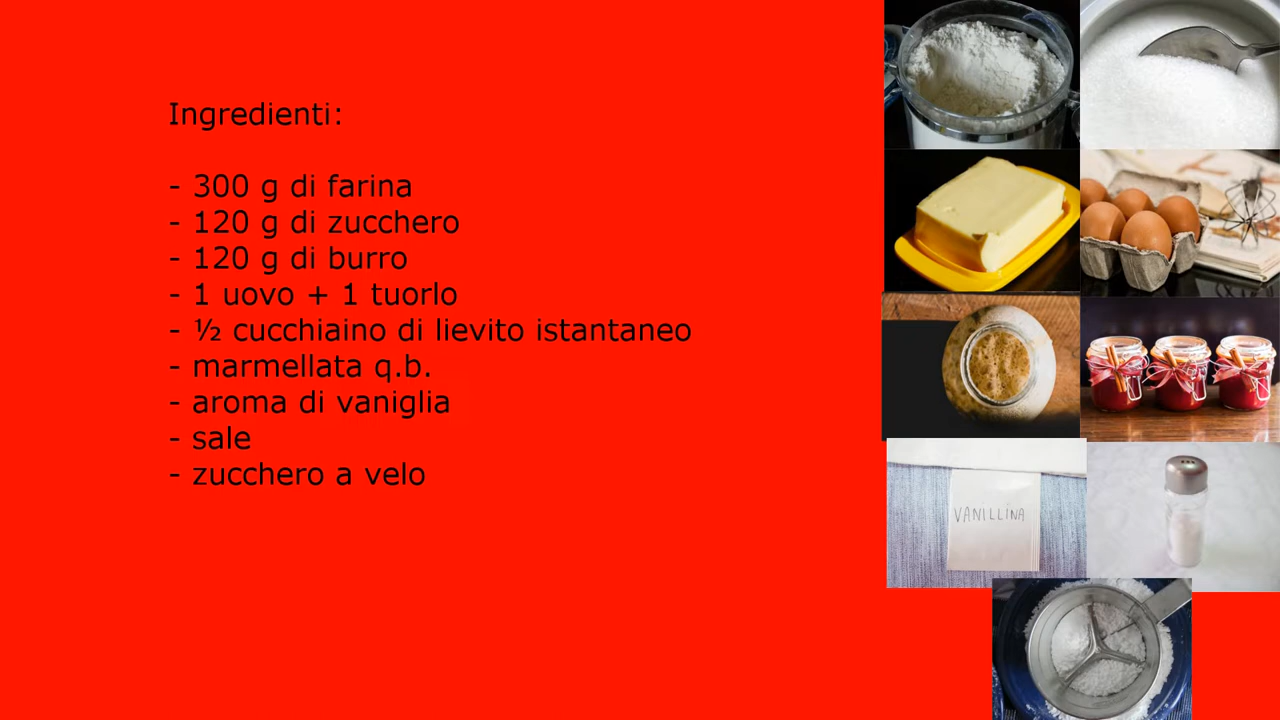 Ingredienti:
- 300 g di farina
- 120 g di zucchero
- 120 g di burro
- 1 uovo + 1 tuorlo
- ½ cucchiaino di lievito istantaneo
- marmellata q.b.
- aroma di vaniglia
- sale
- zucchero a velo
VANILLINA